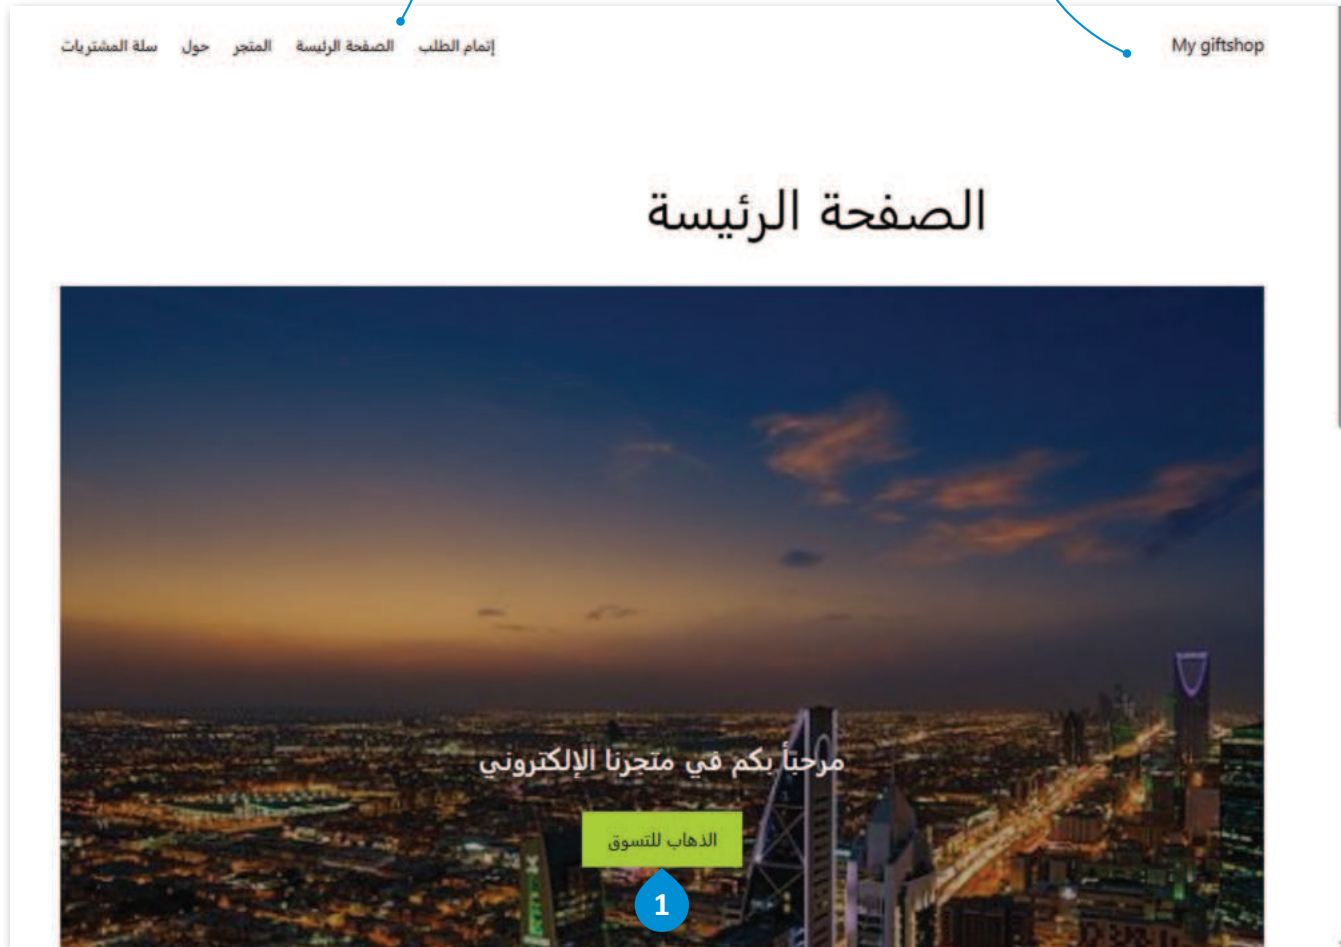 My giftshop
إتمام الطلب الصفحة الرئيسة المتجر حول سلة المشتريات
الصفحة الرئيسة
مرحبًا بكم في متجرنا الإلكتروني
الذهاب للتسوق
1